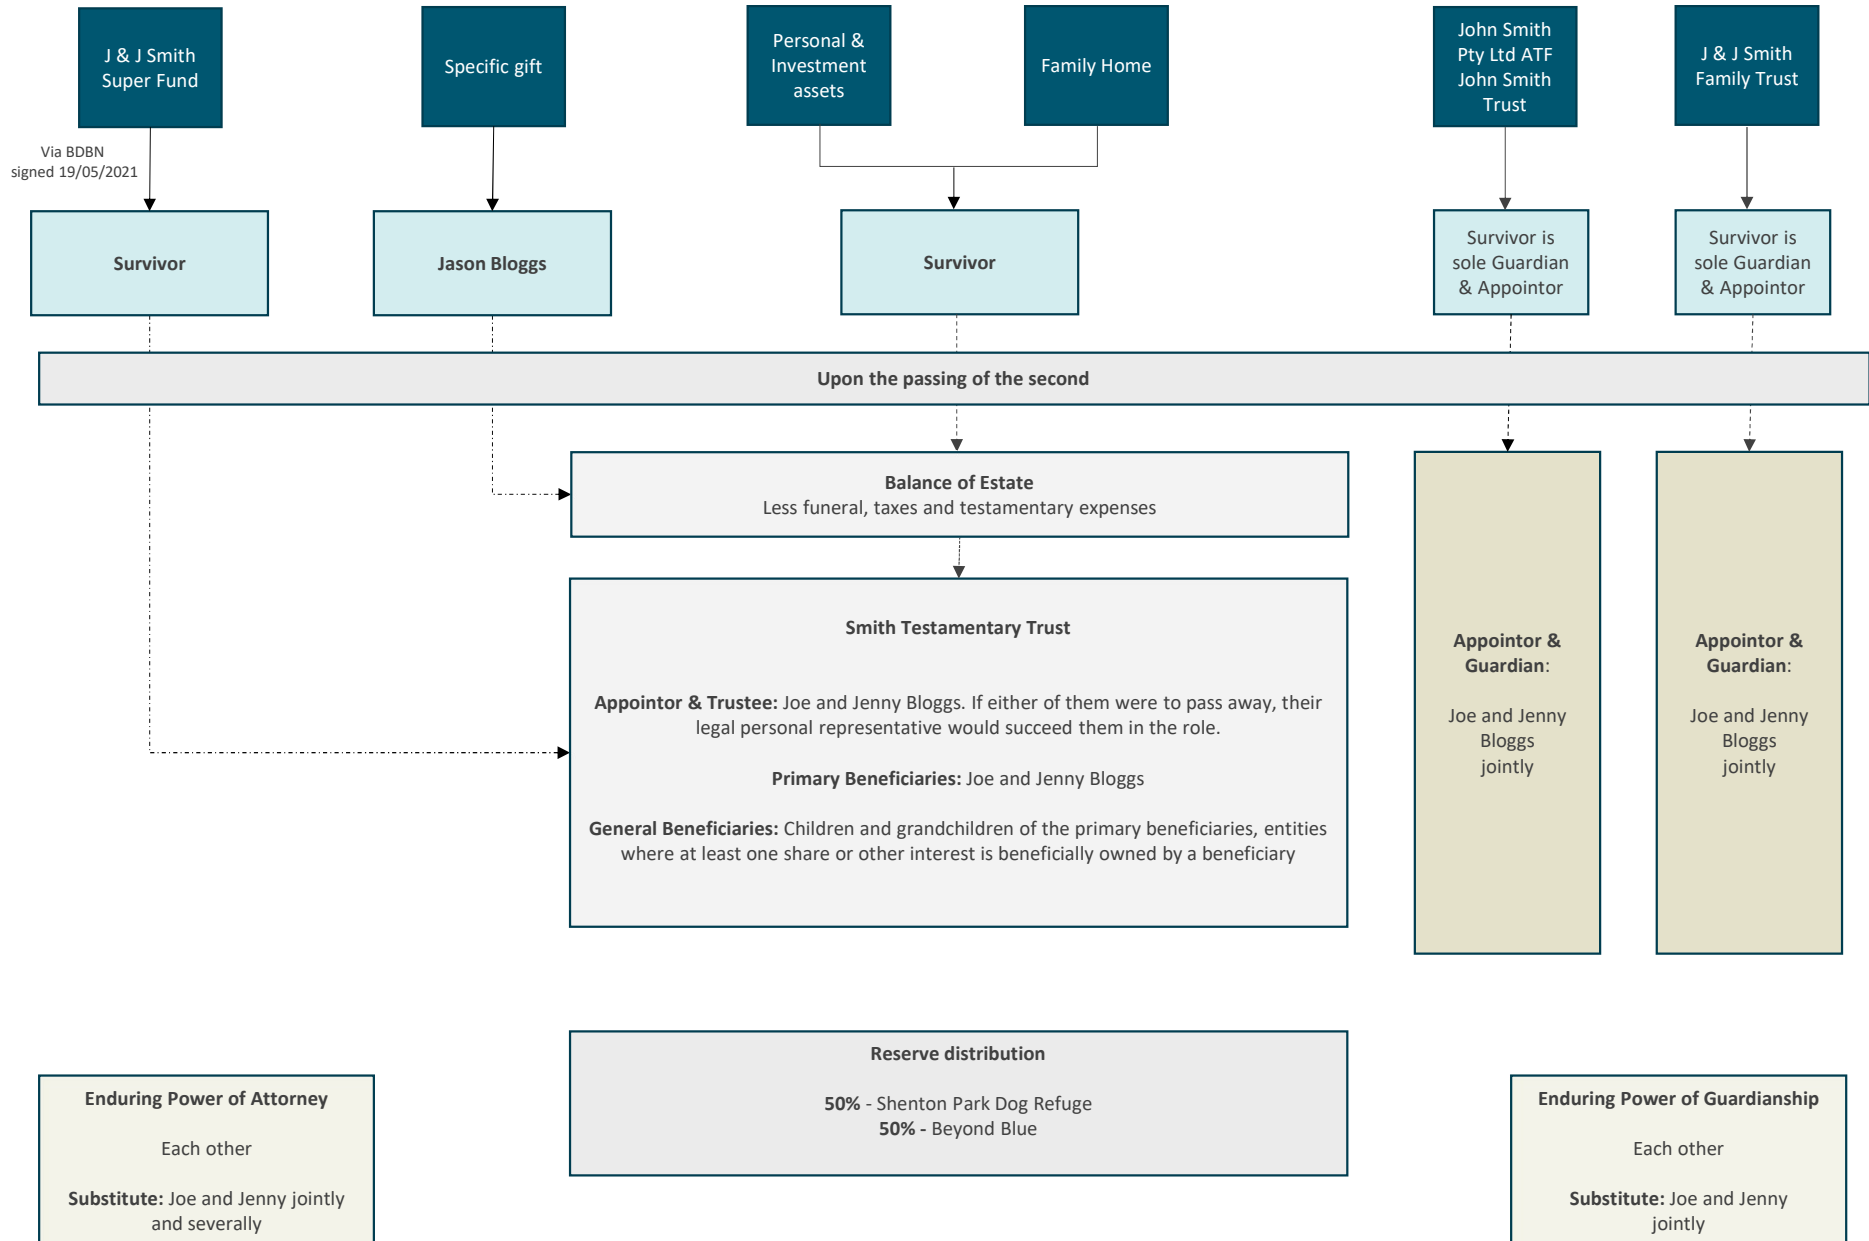 J & J Smith
Super Fund
Specific gift
Personal &
Investment
assets
Family Home
John Smith
Pty Ltd ATF
John Smith
Trust
J & J Smith
Family Trust
Via BDBN
signed 19/05/2021
Survivor
Jason Bloggs
Survivor
Survivor is
sole Guardian
& Appointor
Survivor is
sole Guardian
& Appointor
Upon the passing of the second
Balance of Estate
Less funeral, taxes and testamentary expenses
Smith Testamentary Trust
Appointor & Trustee: Joe and Jenny Bloggs. If either of them were to pass away, their
legal personal representative would succeed them in the role.
Primary Beneficiaries: Joe and Jenny Bloggs
General Beneficiaries: Children and grandchildren of the primary beneficiaries, entities
where at least one share or other interest is beneficially owned by a beneficiary
Appointor &
Guardian:
Joe and Jenny
Bloggs
jointly
Appointor &
Guardian:
Joe and Jenny
Bloggs
jointly
Reserve distribution
50% - Shenton Park Dog Refuge
50% - Beyond Blue
Enduring Power of Attorney
Each other
Substitute: Joe and Jenny jointly
and severally
Enduring Power of Guardianship
Each other
Substitute: Joe and Jenny
jointly